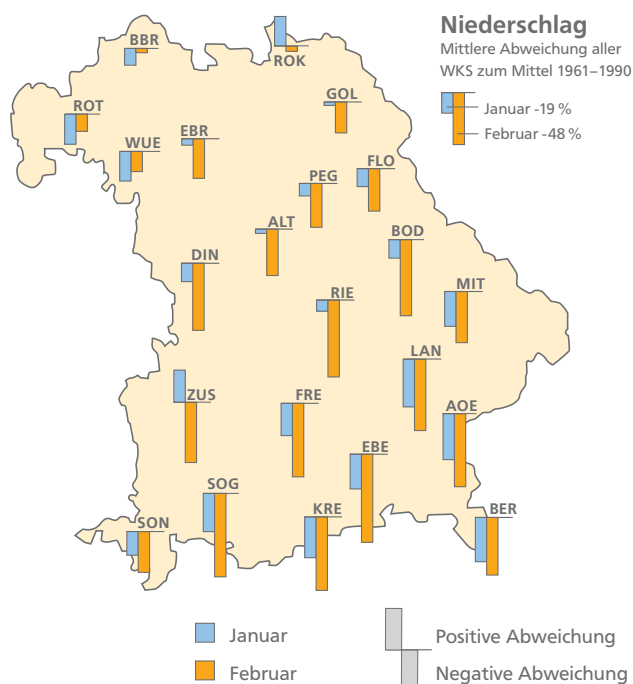 Niederschlag
Mittlere Abweichung aller
WKS zum Mittel 1961–1990
Januar -19 %
Februar -48 %
BBR
ROK
ROT
GOL
WUE
EBR
FLO
PEG
ALT
BOD
DIN
MIT
RIE
LAN
ZUS
FRE
AOE
EBE
SOG
SON
KRE
BER
Januar
Februar
Positive Abweichung
Negative Abweichung